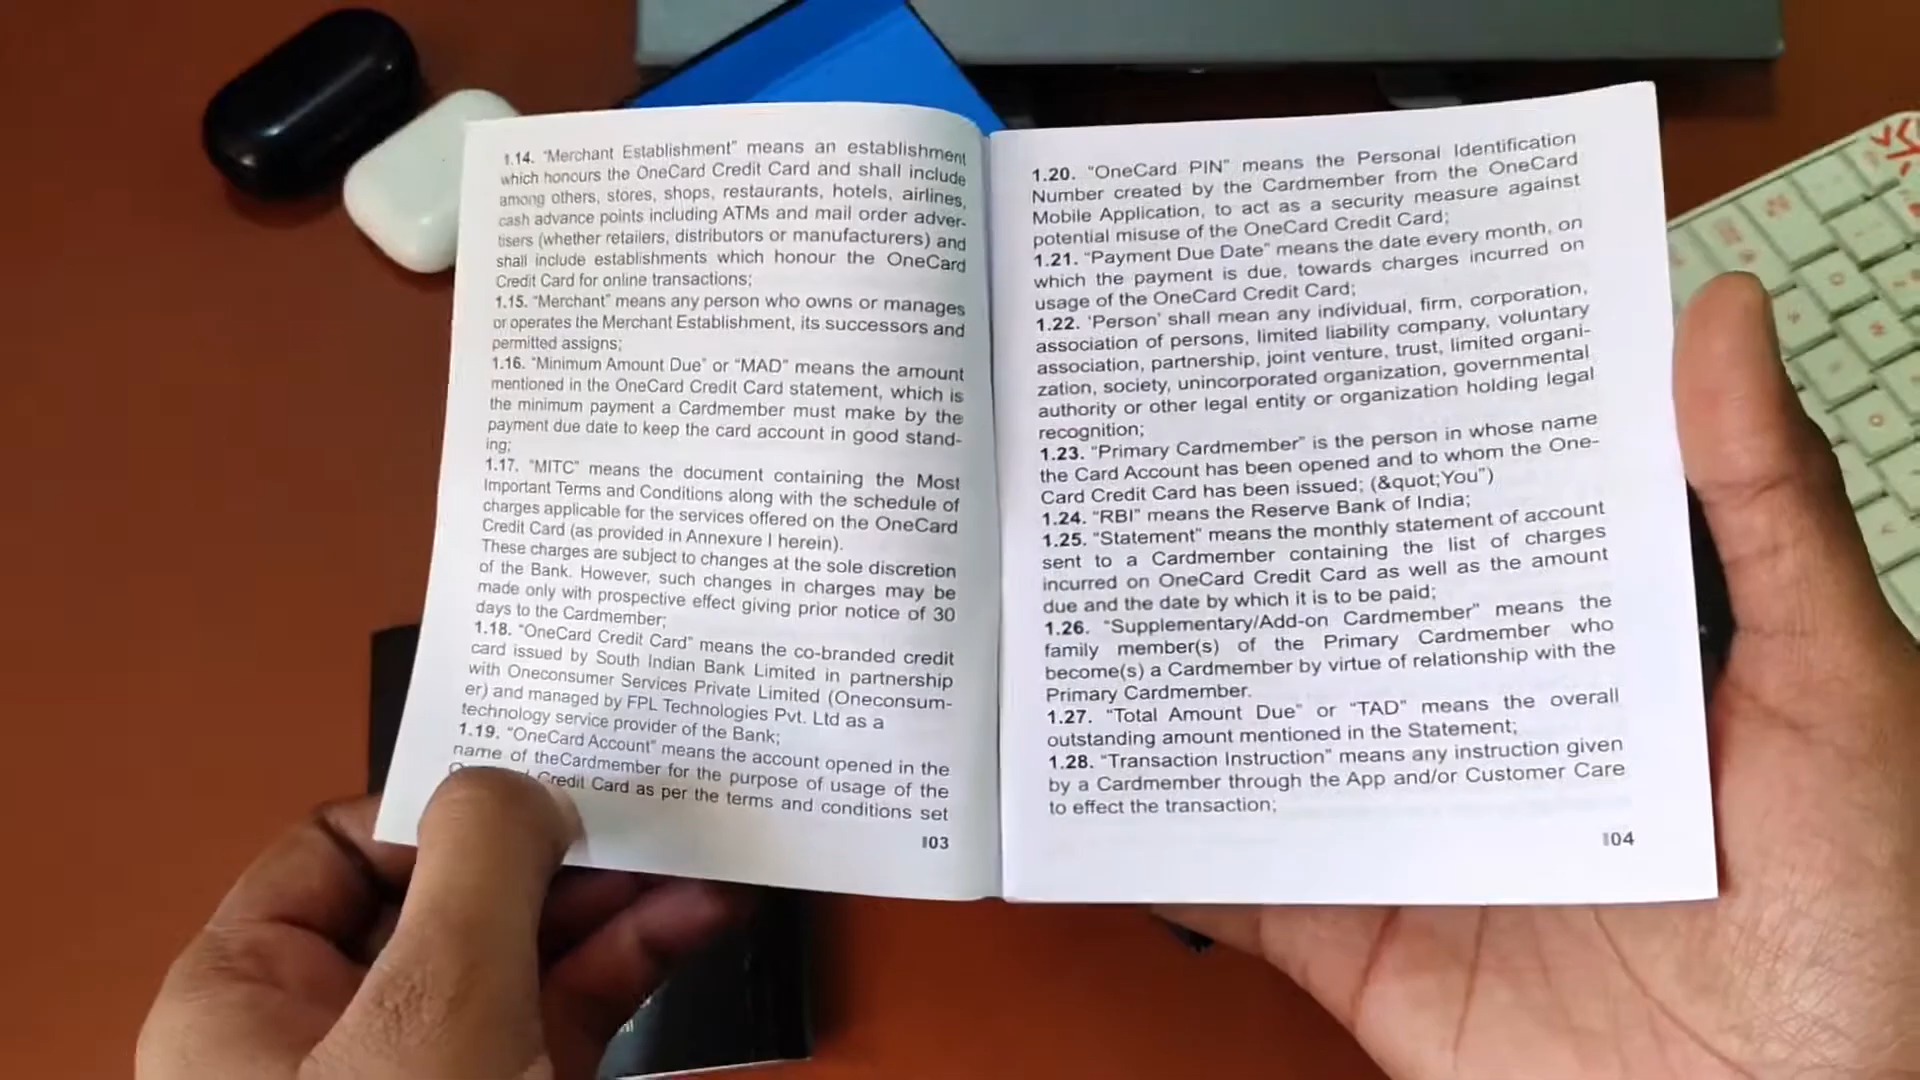 1.14. “Merchant Establishment” means an establishment
which honours the OneCard Credit Card and shall include
among others, stores, shops, restaurants, hotels, airlines,
cash advance points including ATMs and mail order adver-
tisers (whether retailers, distributors or manufacturers) and
shall include establishments which honour the OneCard
Credit Card for online transactions;
1.15. “Merchant” means any person who owns or manages
or operates the Merchant Establishment, its successors and
permitted assigns;
1.16. “Minimum Amount Due” or “MAD” means the amount
mentioned in the OneCard Credit Card statement, which is
the minimum payment a Cardmember must make by the
payment due date to keep the card account in good stand-
ing;
1.17. “MITC” means the document containing the Most
Important Terms and Conditions along with the schedule of
charges applicable for the services offered on the OneCard
Credit Card (as provided in Annexure I herein).
These charges are subject to changes at the sole discretion
of the Bank. However, such changes in charges may be
made only with prospective effect giving prior notice of 30
days to the Cardmember;
1.18. “OneCard Credit Card” means the co-branded credit
card issued by South Indian Bank Limited in partnership
with Oneconsumer Services Private Limited (Oneconsum-
er) and managed by FPL Technologies Pvt. Ltd as a
technology service provider of the Bank;
1.19. “OneCard Account” means the account opened in the
name of theCardmember for the purpose of usage of the
Credit Card as per the terms and conditions set
03
1.20. “OneCard PIN” means the Personal Identification
Number created by the Cardmember from the OneCard
Mobile Application, to act as a security measure against
potential misuse of the OneCard Credit Card;
1.21. “Payment Due Date” means the date every month, on
which the payment is due, towards charges incurred on
usage of the OneCard Credit Card;
1.22. ‘Person’ shall mean any individual, firm, corporation,
association of persons, limited liability company, voluntary
association, partnership, joint venture, trust, limited organi-
zation, society, unincorporated organization, governmental
authority or other legal entity or organization holding legal
recognition;
1.23. “Primary Cardmember” is the person in whose name
the Card Account has been opened and to whom the One-
Card Credit Card has been issued; (&quot;You”)
1.24. “RBI” means the Reserve Bank of India;
1.25. “Statement” means the monthly statement of account
sent to a Cardmember containing the list of charges
incurred on OneCard Credit Card as well as the amount
due and the date by which it is to be paid;
1.26. “Supplementary/Add-on Cardmember” means the
family member(s) of the Primary Cardmember who
become(s) a Cardmember by virtue of relationship with the
Primary Cardmember.
1.27. “Total Amount Due” or “TAD” means the overall
outstanding amount mentioned in the Statement;
1.28. “Transaction Instruction” means any instruction given
by a Cardmember through the App and/or Customer Care
to effect the transaction;
04